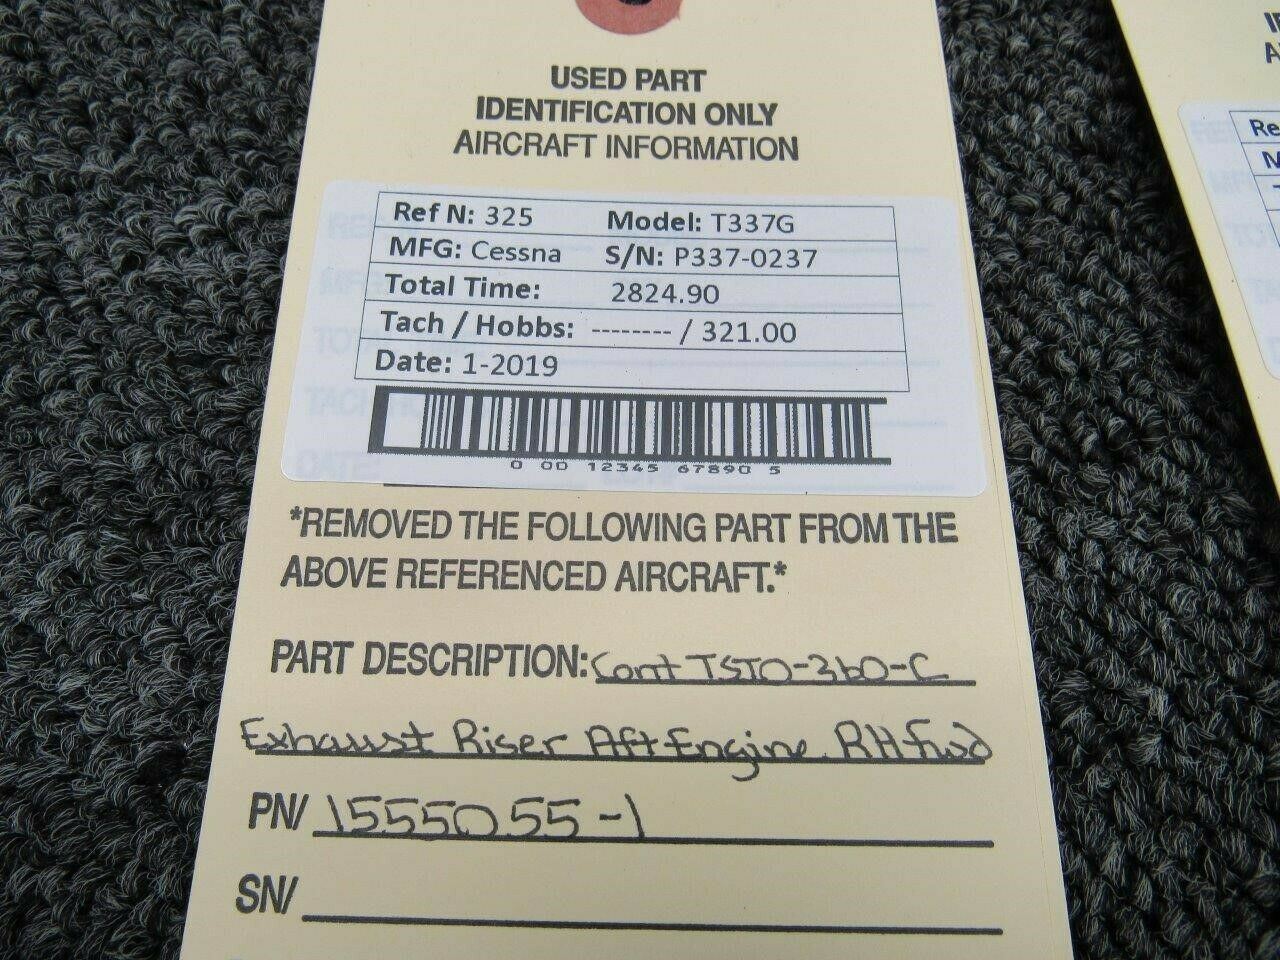 USED PART
IDENTIFICATION ONLY
AIRCRAFT INFORMATION
Ref N: 325 Model: T337G
MFG: Cessna S/N: P337-0237
Total Time: 2824.90
Tach / Hobbs: -------- / 321.00
Date: 1-2019
0 00 12345 67890 5
*REMOVED THE FOLLOWING PART FROM THE
ABOVE REFERENCED AIRCRAFT.*
PART DESCRIPTION: Cont TSIO-360-C
Exhaust Riser Aft Engine RH Fwd
PN/ 1555055-1
SN/